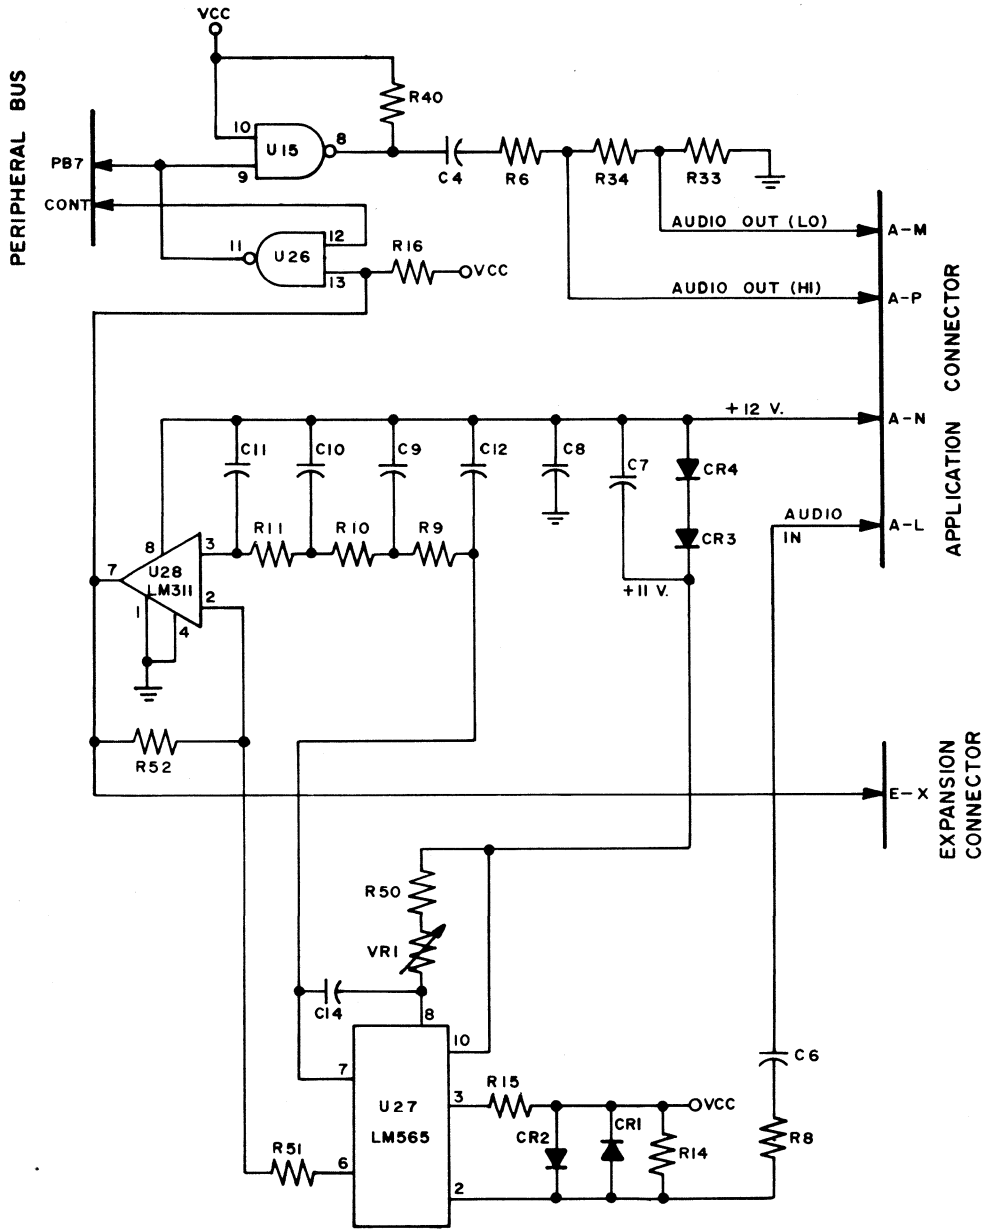 VCC
PERIPHERAL BUS
R40
10
U15
8
9
PB7
C4
R6
R34
R33
CONT
AUDIO OUT (LO)
A-M
11
U26
12
13
R16
VCC
AUDIO OUT (HI)
A-P
APPLICATION CONNECTOR
+12 V.
A-N
C11
C10
C9
C12
C8
C7
CR4
R11
R10
R9
CR3
AUDIO
IN
A-L
8
3
7
U28
LM311
2
1
4
+11 V.
R52
E-X
EXPANSION
CONNECTOR
R50
VR1
C14
8
10
7
C6
U27
LM565
3
R15
VCC
CR2
CR1
R14
R8
R51
6
2